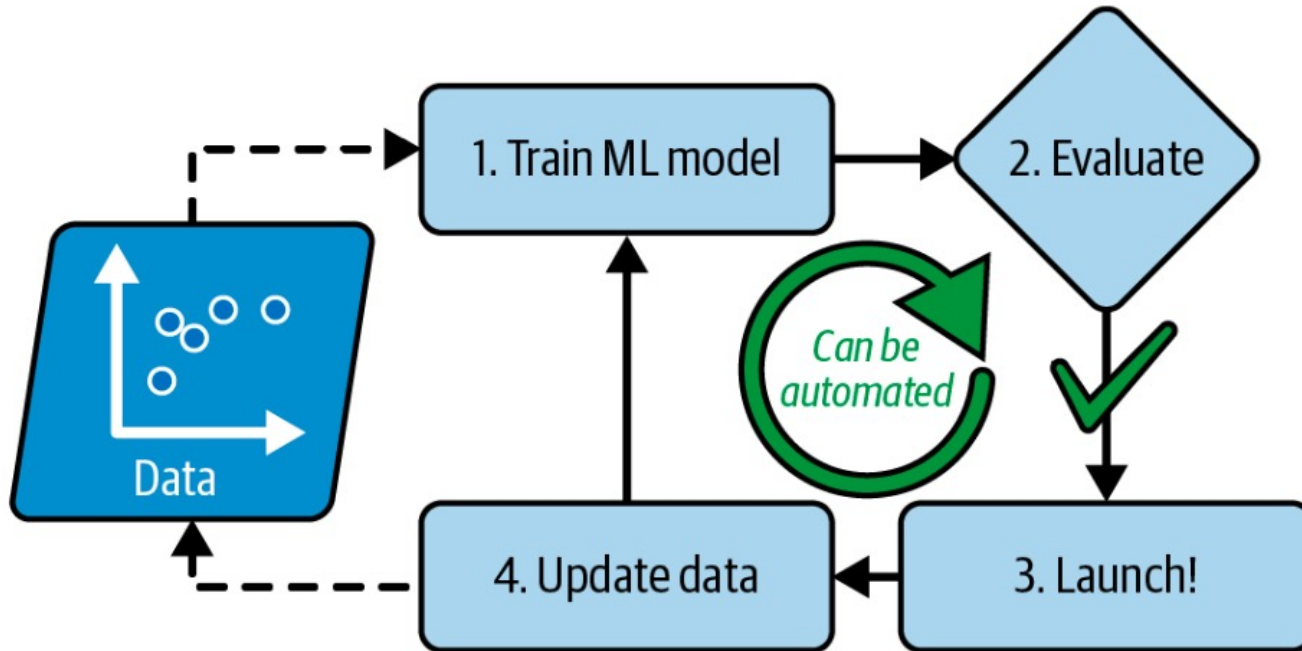 1. Train ML model
2. Evaluate
Can be
automated
Data
4. Update data
3. Launch!